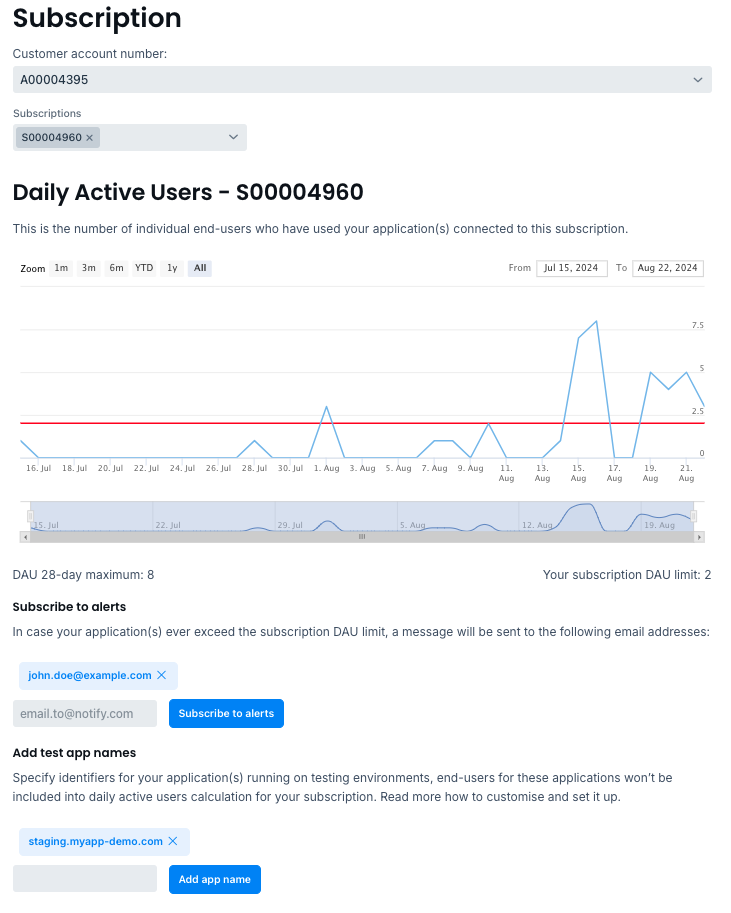 Subscription
Customer account number:
A00004395
Subscriptions
S00004960 ×
Daily Active Users - S00004960
This is the number of individual end-users who have used your application(s) connected to this subscription.
Zoom 1m 3m 6m YTD 1y All From Jul 15, 2024 To Aug 22, 2024
7.5
5
2.5
0
16. Jul 18. Jul 20. Jul 22. Jul 24. Jul 26. Jul 28. Jul 30. Jul 1. Aug 3. Aug 5. Aug 7. Aug 9. Aug 11. Aug 13. Aug 15. Aug 17. Aug 19. Aug 21. Aug
15. Jul 22. Jul 29. Jul 5. Aug 12. Aug 19. Aug
DAU 28-day maximum: 8 Your subscription DAU limit: 2
Subscribe to alerts
In case your application(s) ever exceed the subscription DAU limit, a message will be sent to the following email addresses:
john.doe@example.com ×
email.to@notify.com Subscribe to alerts
Add test app names
Specify identifiers for your application(s) running on testing environments, end-users for these applications won't be
included into daily active users calculation for your subscription. Read more how to customise and set it up.
staging.myapp-demo.com ×
Add app name